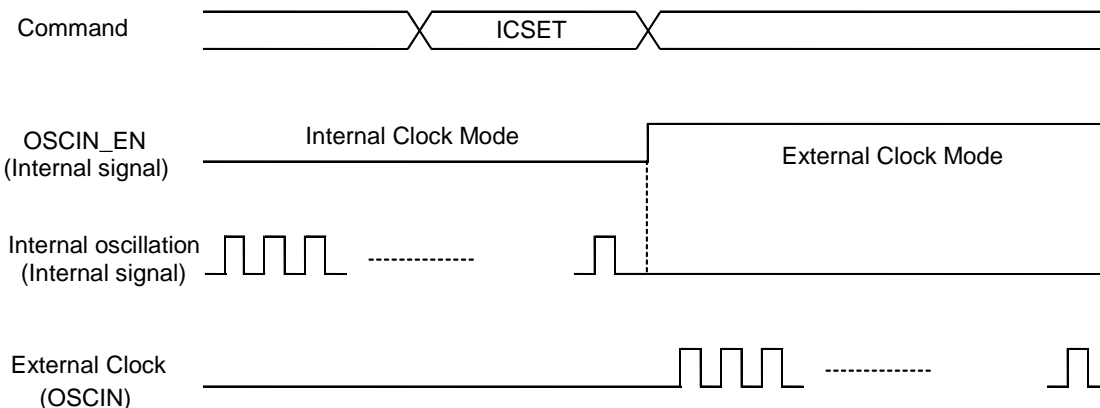 Command
ICSET
OSCIN_EN
(Internal signal)
Internal Clock Mode
External Clock Mode
Internal oscillation
(Internal signal)
External Clock
(OSCIN)